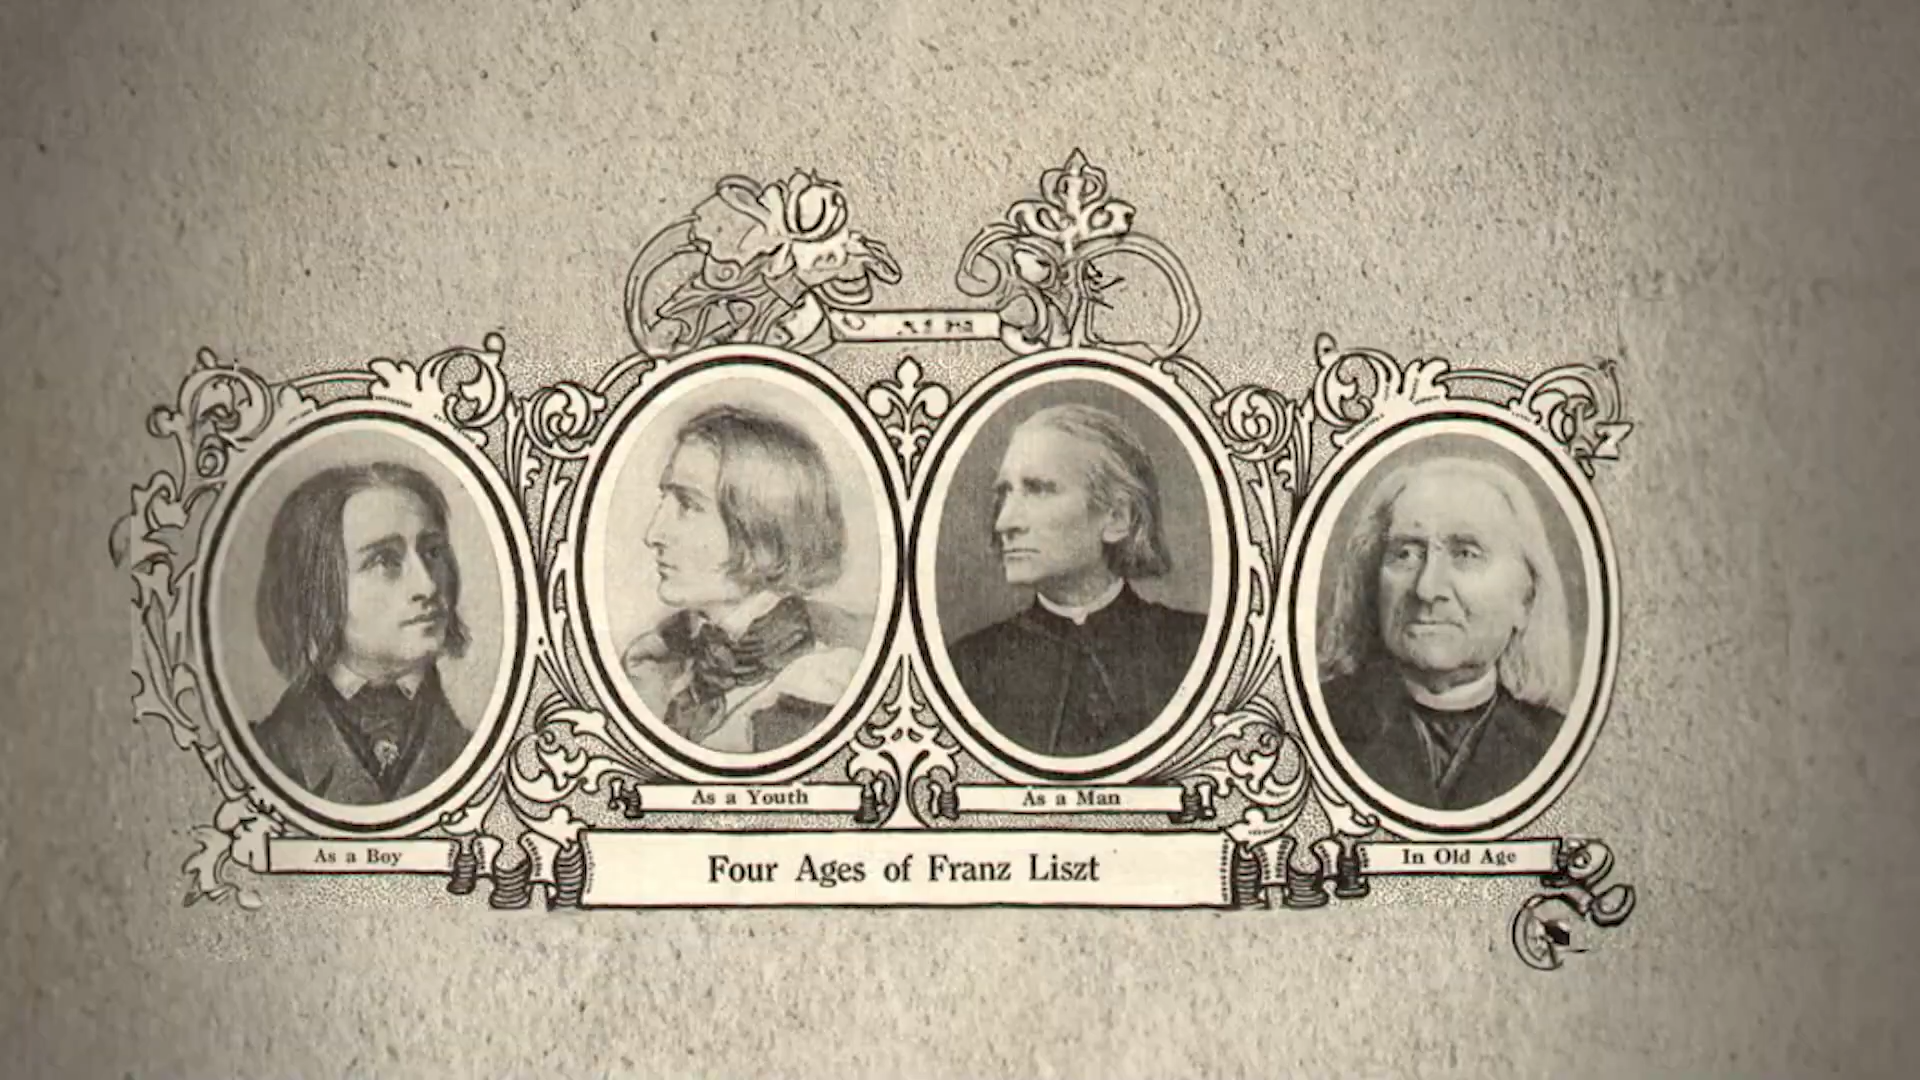 As a Youth
As a Man
As a Boy
In Old Age
Four Ages of Franz Liszt